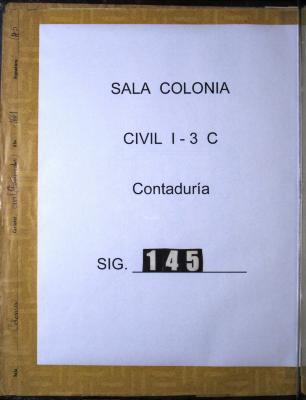 SALA COLONIA
CIVIL I - 3 C
Contaduría
SIG. 145